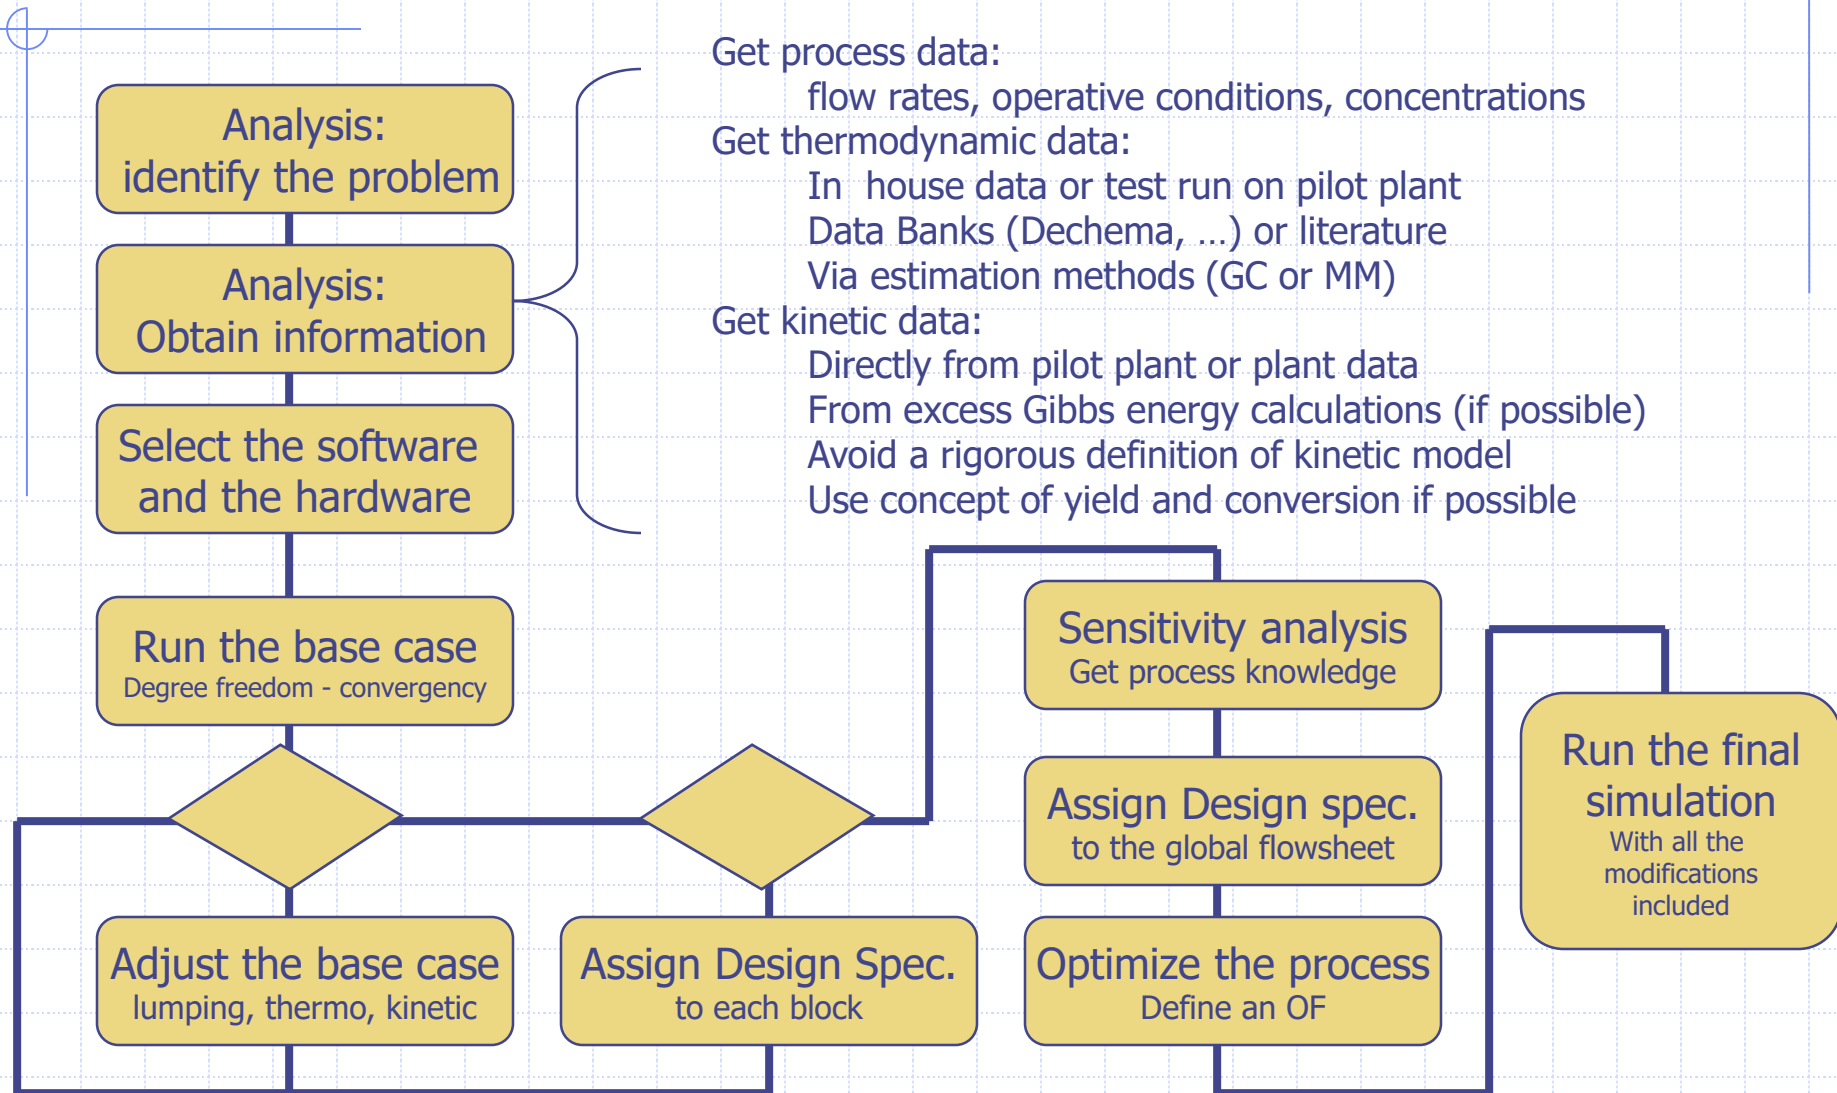 Get process data:
flow rates, operative conditions, concentrations
Get thermodynamic data:
In house data or test run on pilot plant
Data Banks (Dechema, …) or literature
Via estimation methods (GC or MM)
Get kinetic data:
Directly from pilot plant or plant data
From excess Gibbs energy calculations (if possible)
Avoid a rigorous definition of kinetic model
Use concept of yield and conversion if possible
Analysis:
identify the problem
Analysis:
Obtain information
Select the software
and the hardware
Run the base case
Degree freedom - convergency
Adjust the base case
lumping, thermo, kinetic
Assign Design Spec.
to each block
Sensitivity analysis
Get process knowledge
Assign Design spec.
to the global flowsheet
Optimize the process
Define an OF
Run the final
simulation
With all the
modifications
included